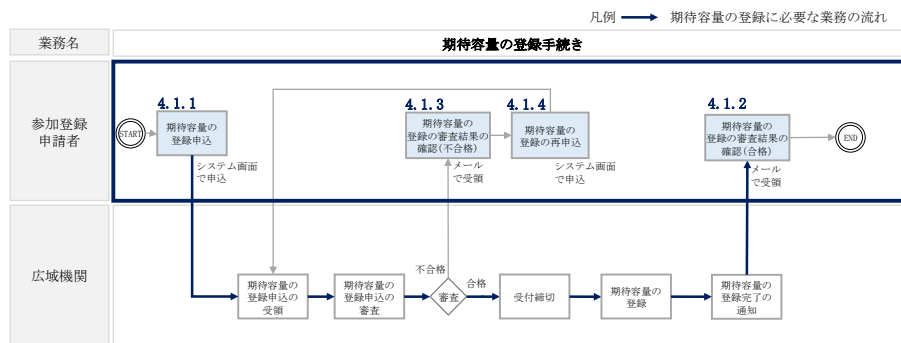 凡例 期待容量の登録に必要な業務の流れ
業務名
期待容量の登録手続き
参加登録
申請者
START
4.1.1
期待容量の
登録申込
システム画面
で申込
4.1.3
期待容量の
登録の審査結果の
確認(不合格)
メール
で受領
4.1.4
期待容量の
登録の再申込
システム画面
で申込
4.1.2
期待容量の
登録の審査結果の
確認(合格)
メール
で受領
END
広域機関
期待容量の
登録申込の
受領
期待容量の
登録申込の
審査
不合格
審査
合格
受付締切
期待容量の
登録
期待容量の
登録完了の
通知